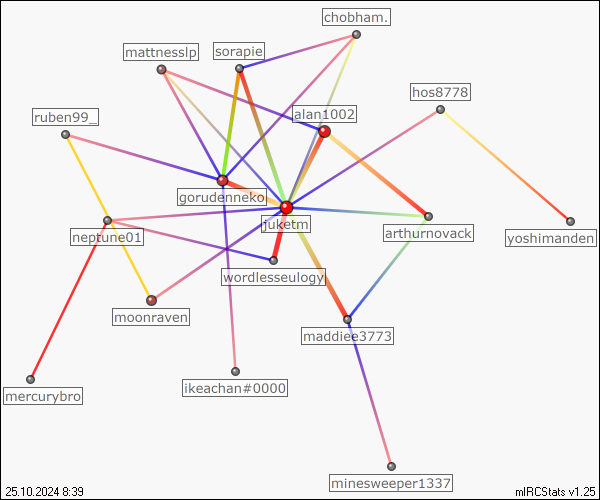 chobham.
mattnesslp
sorapie
hos8778
ruben99_
alan1002
gorudenneko
juketm
neptune01
arthurnovack
yoshimanden
wordlesseulogy
moonraven
maddiee3773
mercurybro
ikeachan#0000
minesweeper1337
25.10.2024 8:39
mIRCStats v1.25